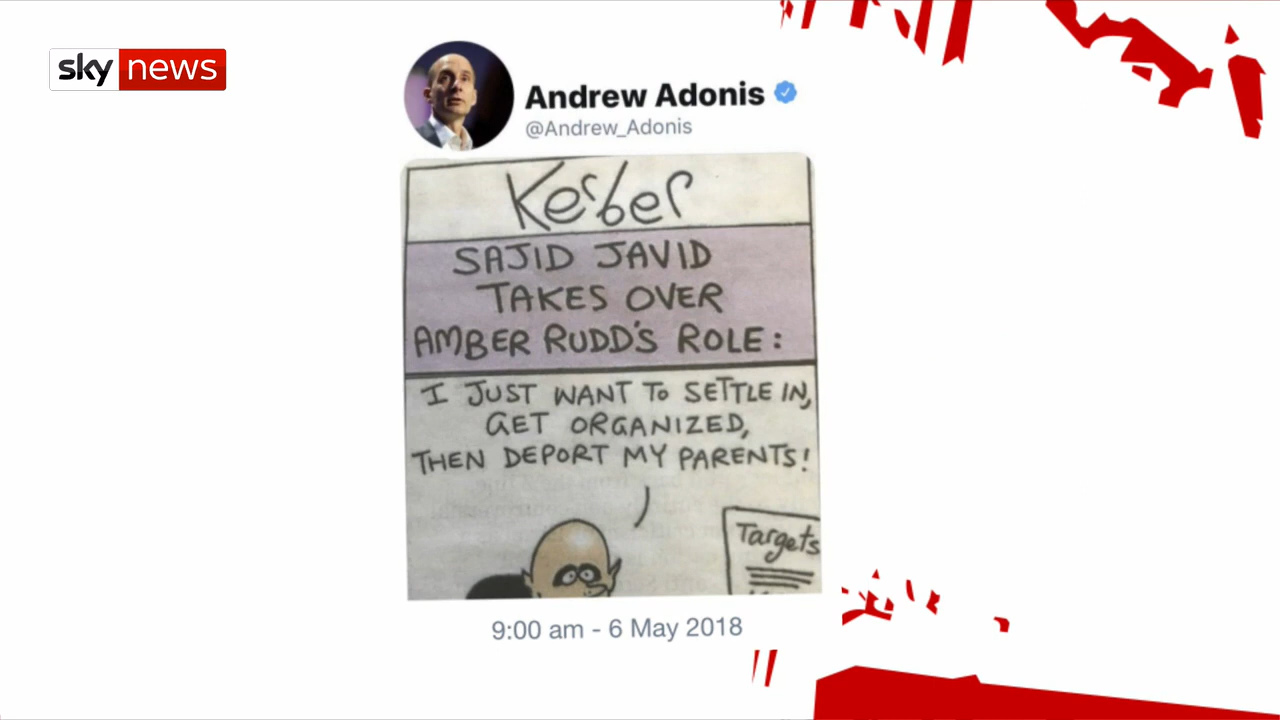 sky news
Andrew Adonis
@Andrew_Adonis
Kerber
SAJID JAVID
TAKES OVER
AMBER RUDD'S ROLE:
I JUST WANT TO SETTLE IN,
GET ORGANIZED,
THEN DEPORT MY PARENTS!
Targets
9:00 am - 6 May 2018